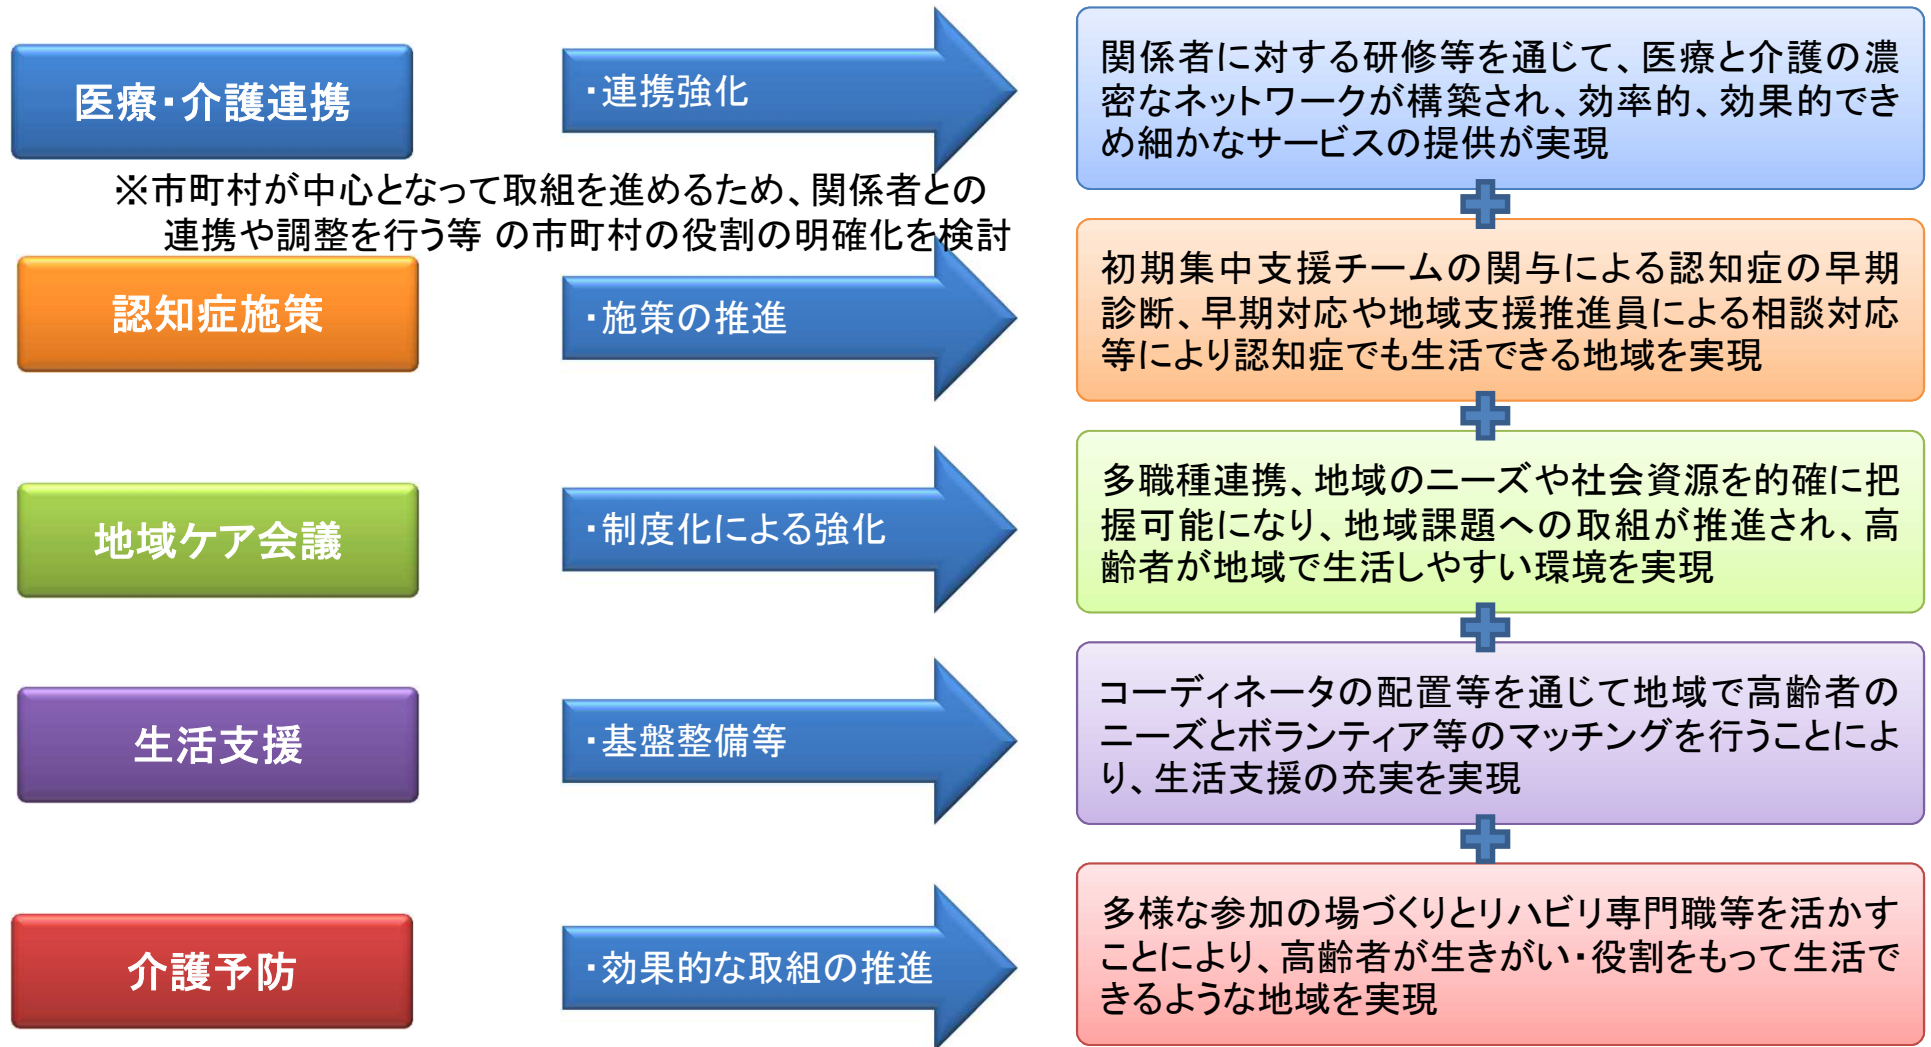 医療・介護連携
・連携強化
関係者に対する研修等を通じて、医療と介護の濃
密なネットワークが構築され、効率的、効果的でき
め細かなサービスの提供が実現
※市町村が中心となって取組を進めるため、関係者との
連携や調整を行う等 の市町村の役割の明確化を検討
認知症施策
・施策の推進
初期集中支援チームの関与による認知症の早期
診断、早期対応や地域支援推進員による相談対応
等により認知症でも生活できる地域を実現
地域ケア会議
・制度化による強化
多職種連携、地域のニーズや社会資源を的確に把
握可能になり、地域課題への取組が推進され、高
齢者が地域で生活しやすい環境を実現
生活支援
・基盤整備等
コーディネータの配置等を通じて地域で高齢者の
ニーズとボランティア等のマッチングを行うことによ
り、生活支援の充実を実現
介護予防
・効果的な取組の推進
多様な参加の場づくりとリハビリ専門職等を活かす
ことにより、高齢者が生きがい・役割をもって生活で
きるような地域を実現